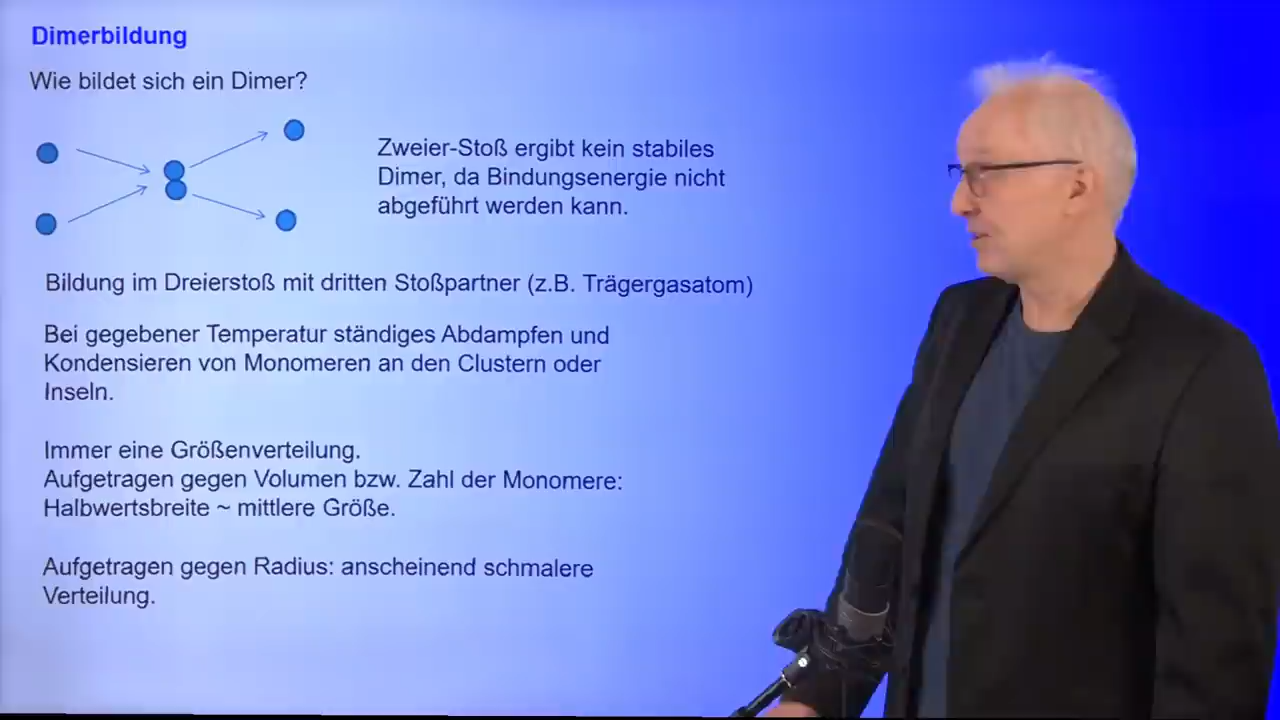 Dimerbildung
Wie bildet sich ein Dimer?
Zweier-Stoß ergibt kein stabiles
Dimer, da Bindungsenergie nicht
abgeführt werden kann.
Bildung im Dreierstoß mit dritten Stoßpartner (z.B. Trägergasatom)
Bei gegebener Temperatur ständiges Abdampfen und
Kondensieren von Monomeren an den Clustern oder
Inseln.
Immer eine Größenverteilung.
Aufgetragen gegen Volumen bzw. Zahl der Monomere:
Halbwertsbreite ~ mittlere Größe.
Aufgetragen gegen Radius: anscheinend schmalere
Verteilung.